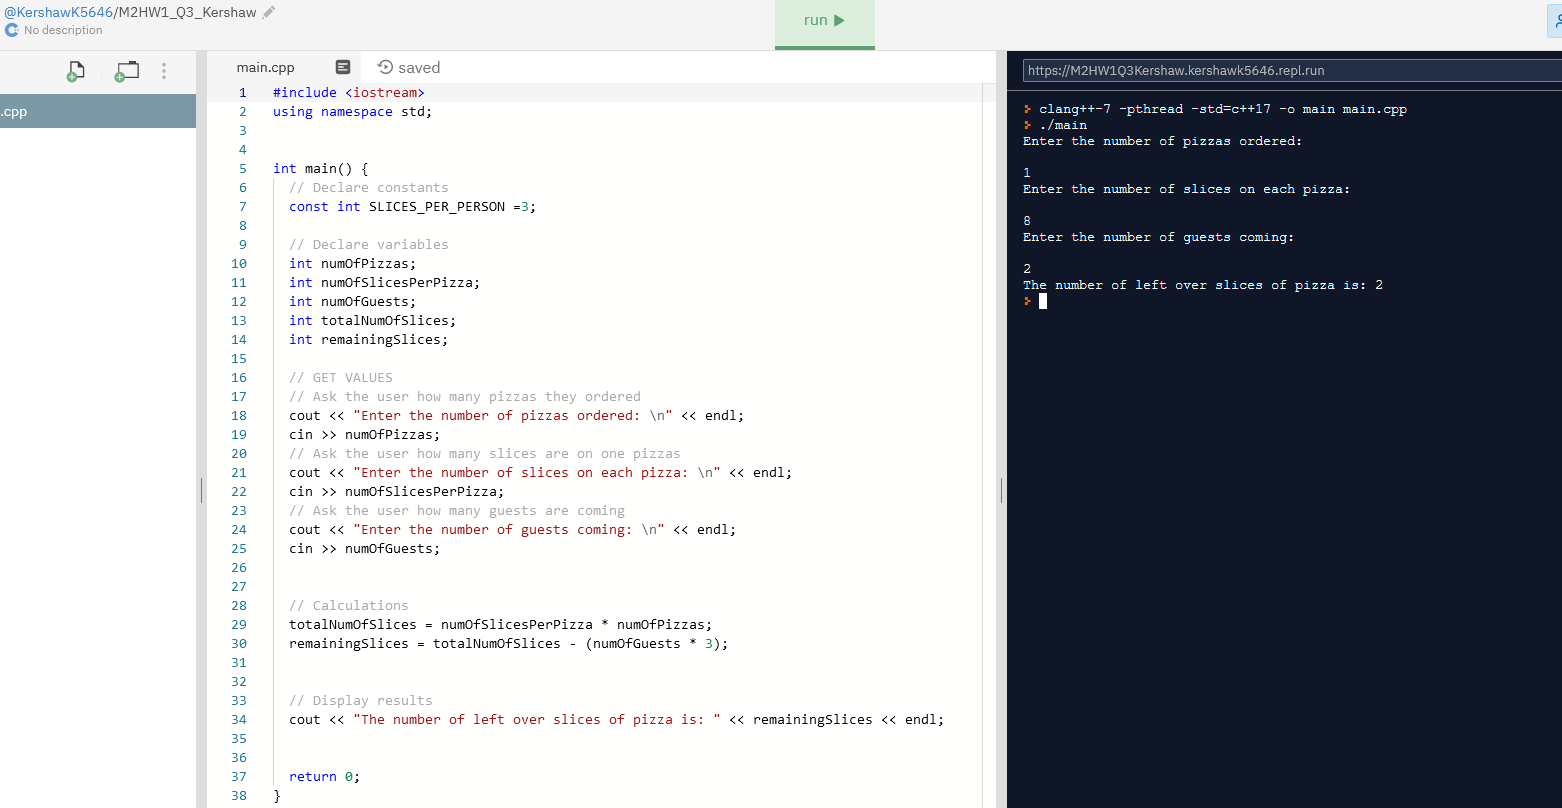 @KershawK5646/M2HW1_Q3_Kershaw
No description
run
.cpp
main.cpp
saved
1 #include <iostream>
2 using namespace std;
3
4
5 int main() {
6 // Declare constants
7 const int SLICES_PER_PERSON =3;
8
9 // Declare variables
10 int numOfPizzas;
11 int numOfSlicesPerPizza;
12 int numOfGuests;
13 int totalNumOfSlices;
14 int remainingSlices;
15
16 // GET VALUES
17 // Ask the user how many pizzas they ordered
18 cout << "Enter the number of pizzas ordered: \n" << endl;
19 cin >> numOfPizzas;
20 // Ask the user how many slices are on one pizzas
21 cout << "Enter the number of slices on each pizza: \n" << endl;
22 cin >> numOfSlicesPerPizza;
23 // Ask the user how many guests are coming
24 cout << "Enter the number of guests coming: \n" << endl;
25 cin >> numOfGuests;
26
27
28 // Calculations
29 totalNumOfSlices = numOfSlicesPerPizza * numOfPizzas;
30 remainingSlices = totalNumOfSlices - (numOfGuests * 3);
31
32
33 // Display results
34 cout << "The number of left over slices of pizza is: " << remainingSlices << endl;
35
36
37 return 0;
38 }
https://M2HW1Q3Kershaw.kershawk5646.repl.run
clang++-7 -pthread -std=c++17 -o main main.cpp
./main
Enter the number of pizzas ordered:
1
Enter the number of slices on each pizza:
8
Enter the number of guests coming:
2
The number of left over slices of pizza is: 2